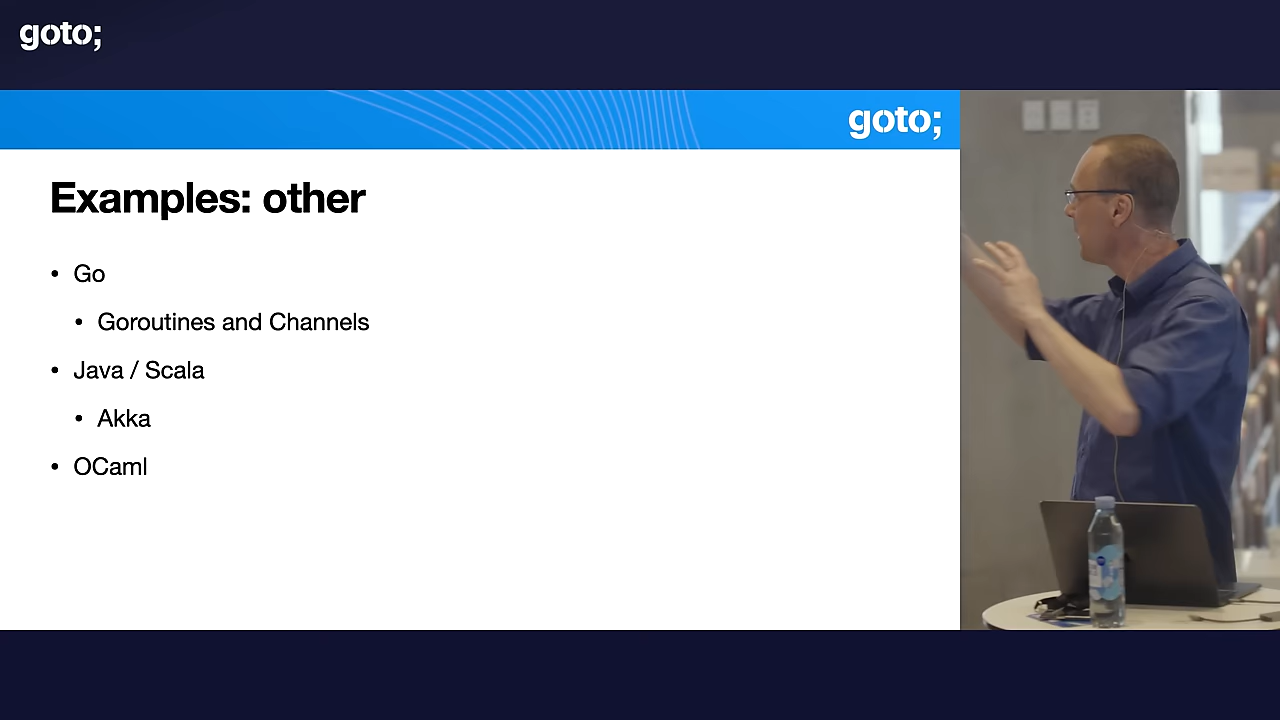 goto;
goto;
Examples: other
• Go
• Goroutines and Channels
• Java / Scala
• Akka
• OCaml